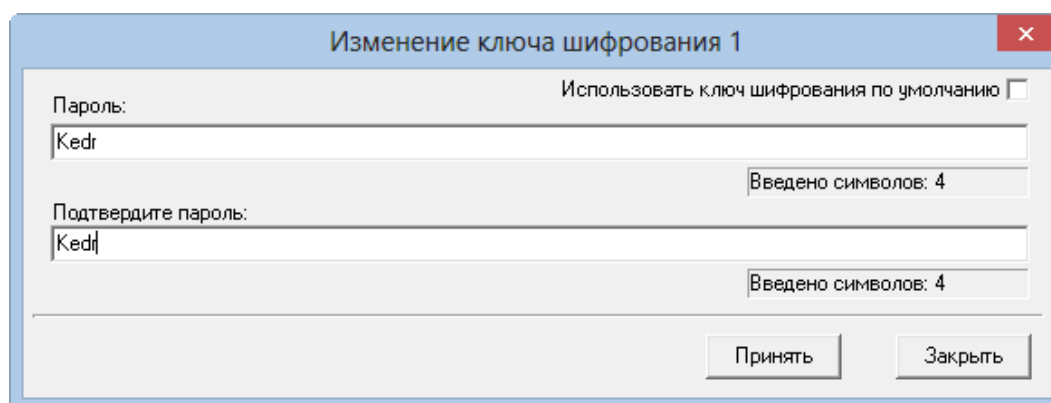 Изменение ключа шифрования 1
Использовать ключ шифрования по умолчанию
Пароль:
Kedr
Введено символов: 4
Подтвердите пароль:
Kedr
Введено символов: 4
Принять
Закрыть